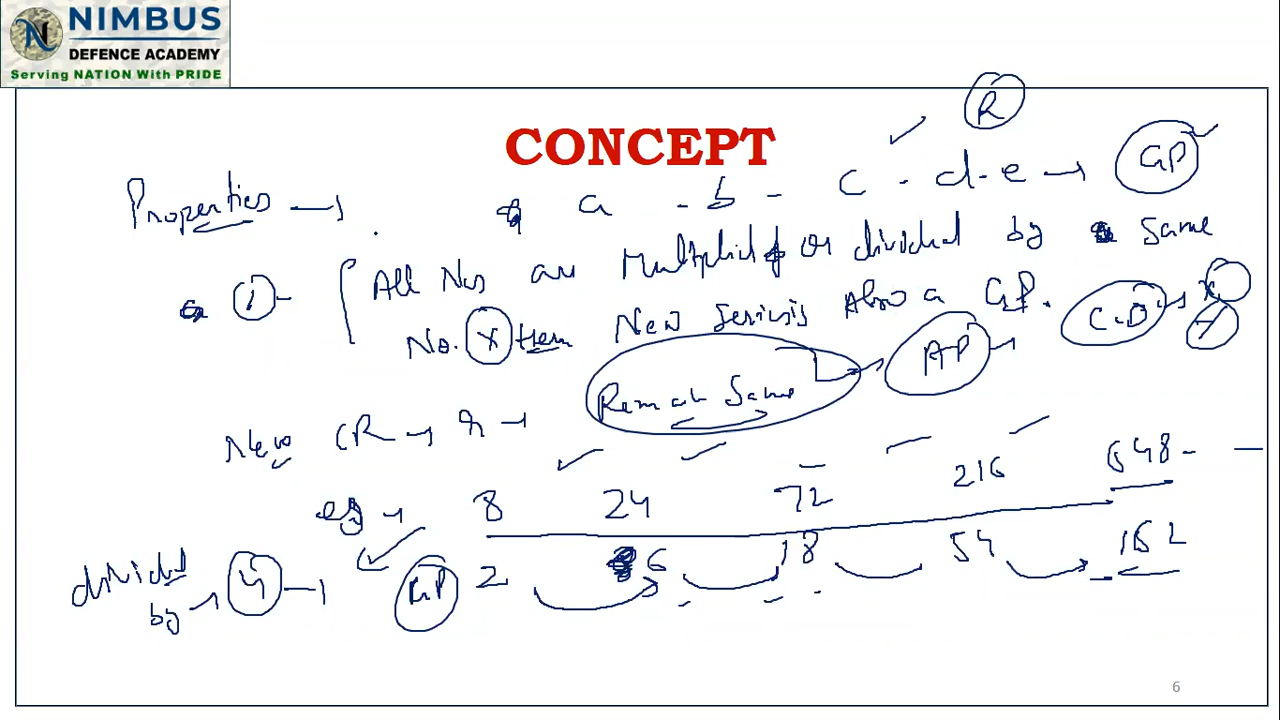 NIMBUS
DEFENCE ACADEMY
Serving NATION With PRIDE
CONCEPT
R
Properties → a - b - c - d - e → GP
1 - All Nos are Multiplied or divided by Same
No. then New Series is Also a GP. C.D
Remain Same AP
New CR → r →
eg → 8 24 72 216 648 - -
divided by → 4 → GP 2 6 18 54 162
6